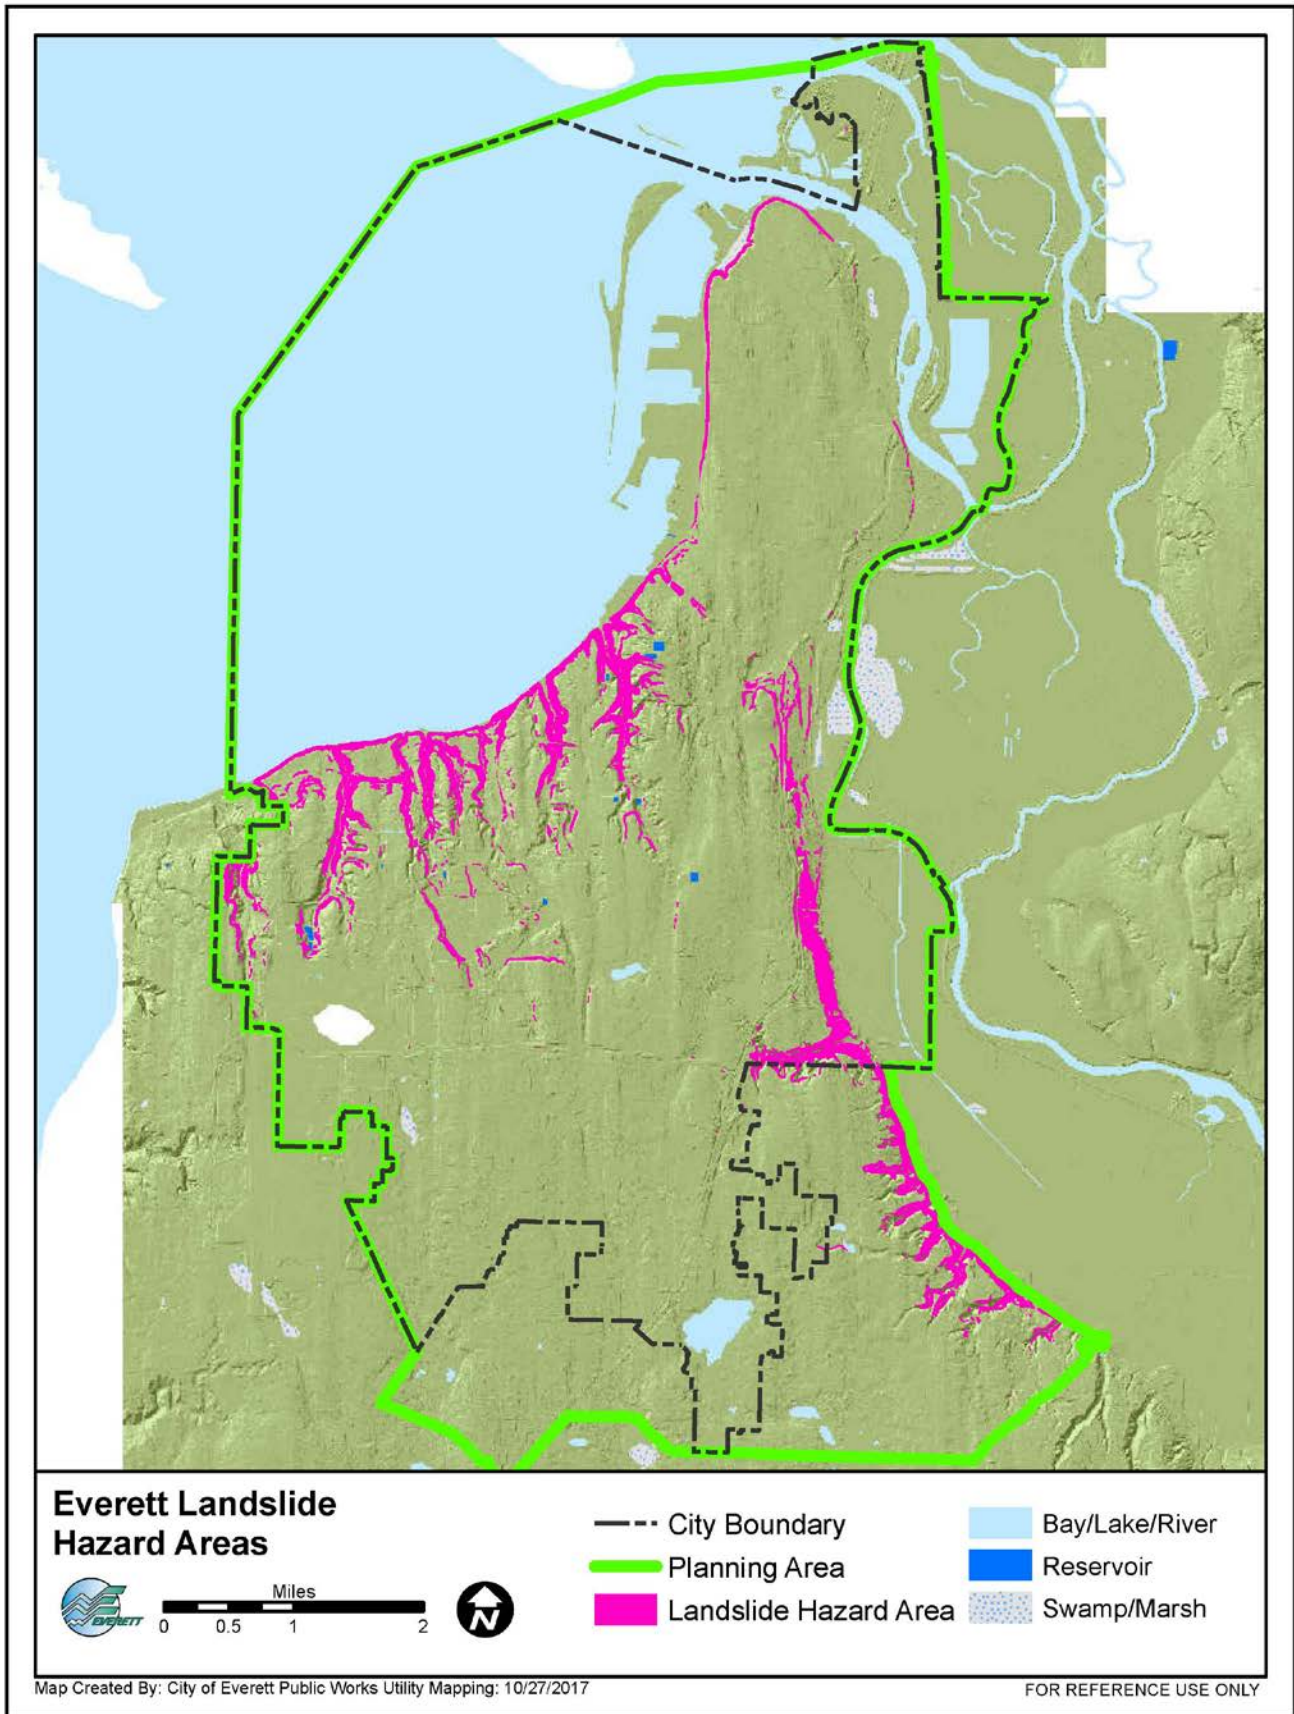 Everett Landslide
Hazard Areas
EVERETT
Miles
0 0.5 1 2
N
City Boundary
Planning Area
Landslide Hazard Area
Bay/Lake/River
Reservoir
Swamp/Marsh
Map Created By: City of Everett Public Works Utility Mapping: 10/27/2017
FOR REFERENCE USE ONLY